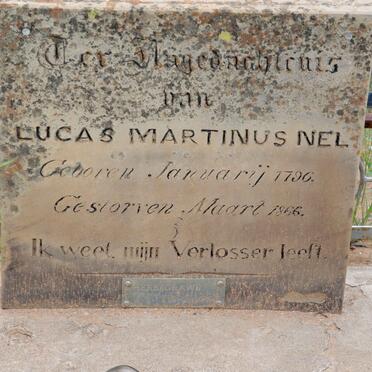 Ter Nagedachtenis
van
LUCAS MARTINUS NEL
Geboren Januarij 1796.
Gestorven Maart 1866.
Ik weet mijn Verlosser leeft.